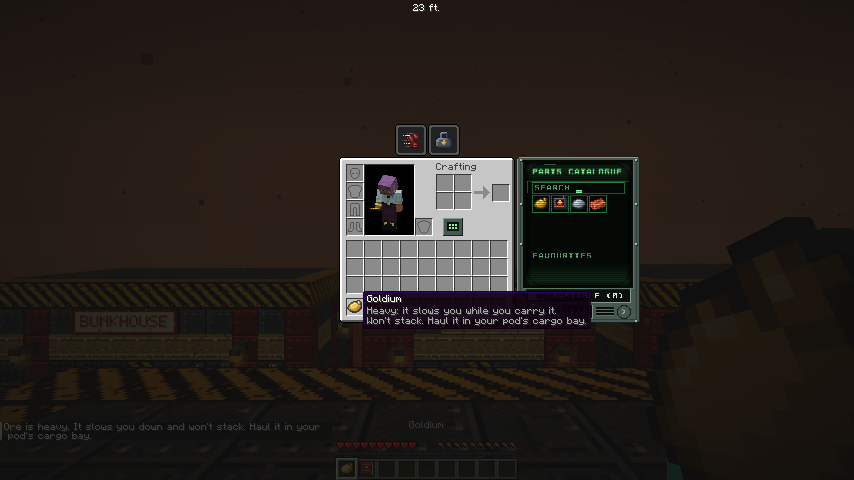 23 ft.
Crafting
PARTS CATALOGUE
SEARCH
FAVOURITES
Goldium
Heavy: it slows you while you carry it.
Won't stack. Haul it in your pod's cargo bay.
BUNKHOUSE
Ore is heavy. It slows you down and won't stack. Haul it in your
pod's cargo bay.
Goldium